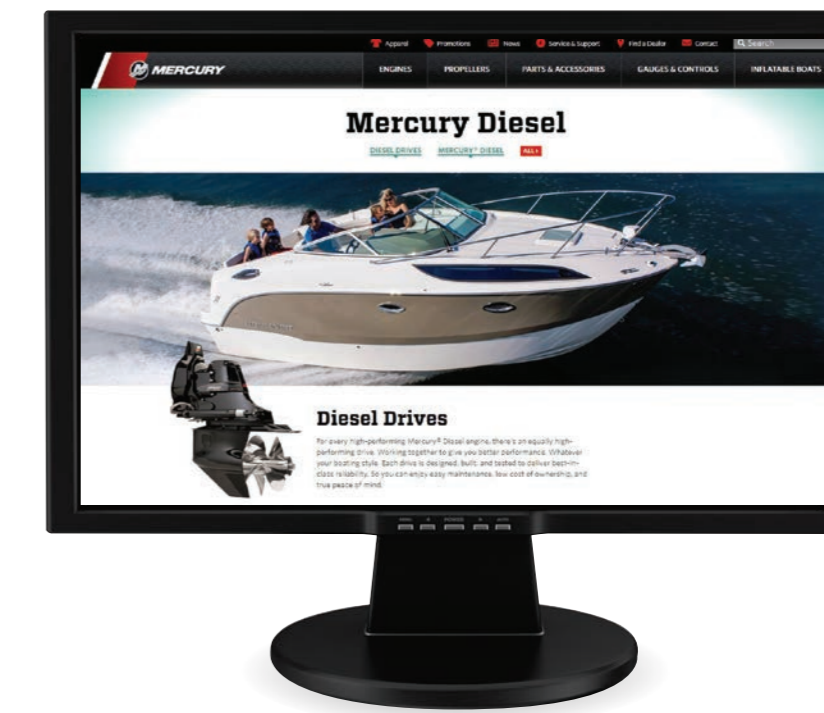 Apparel Promotions News Service & Support Find a Dealer Contact Search
MERCURY ENGINES PROPELLERS PARTS & ACCESSORIES GAUGES & CONTROLS INFLATABLE BOATS
Mercury Diesel
DIESEL DRIVES MERCURY® DIESEL ALL
Diesel Drives
For every high-performing Mercury® Diesel engine, there's an equally high-
performing drive. Working together to give you better performance. Whatever
your boating style. Each drive is designed, built, and tested to deliver best-in-
class reliability. So you can enjoy easy maintenance, low cost of ownership, and
true peace of mind.
MENU POWER AUTO